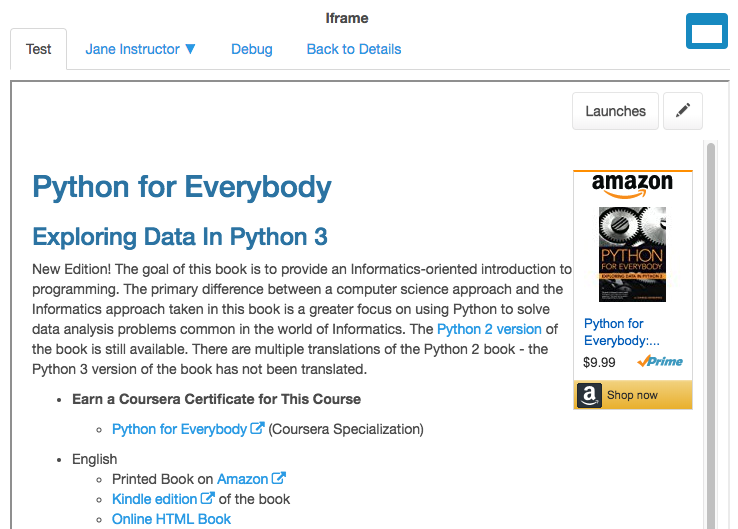 Iframe
Test
Jane Instructor ▼
Debug
Back to Details
Launches
Python for Everybody
Exploring Data In Python 3
New Edition! The goal of this book is to provide an Informatics-oriented introduction to
programming. The primary difference between a computer science approach and the
Informatics approach taken in this book is a greater focus on using Python to solve
data analysis problems common in the world of Informatics. The Python 2 version of
the book is still available. There are multiple translations of the Python 2 book - the
Python 3 version of the book has not been translated.
• Earn a Coursera Certificate for This Course
◦ Python for Everybody (Coursera Specialization)
• English
◦ Printed Book on Amazon
◦ Kindle edition of the book
◦ Online HTML Book
amazon
PYTHON
FOR EVERYBODY
EXPLORING DATA IN PYTHON 3
Python for
Everybody:...
$9.99 Prime
a Shop now